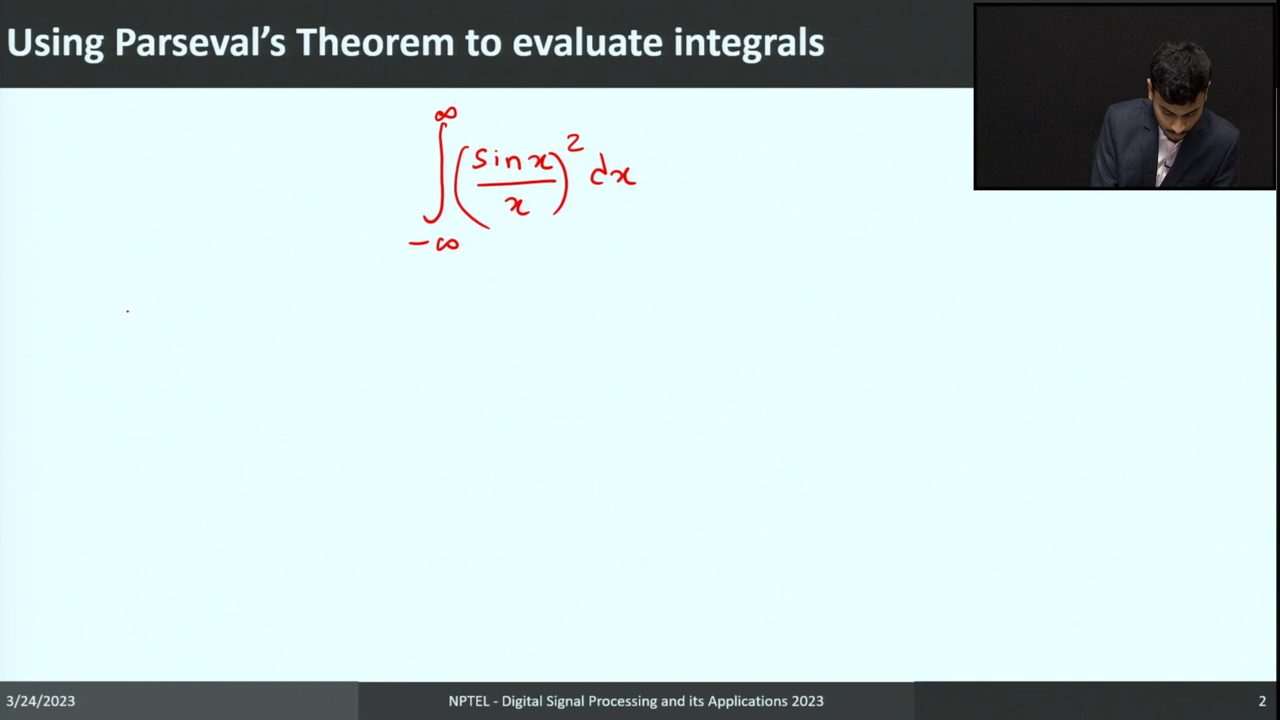 Using Parseval's Theorem to evaluate integrals
∞
∫ (sin x / x)² dx
-∞
3/24/2023
NPTEL - Digital Signal Processing and its Applications 2023
2